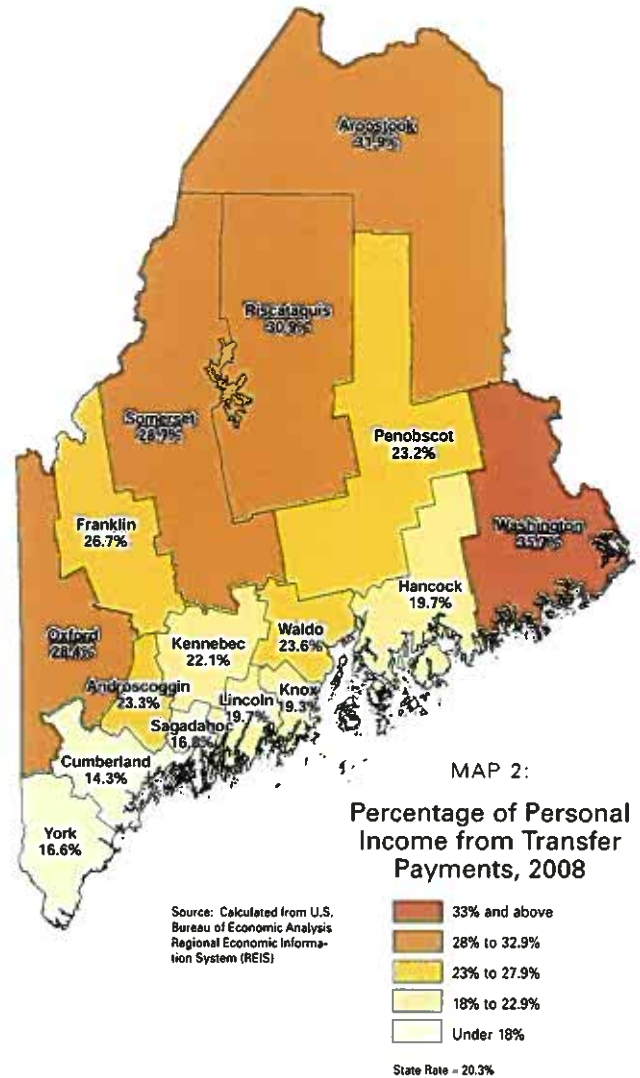 Aroostook
31.9%
Piscataquis
30.9%
Somerset
28.7%
Penobscot
23.2%
Washington
35.7%
Franklin
26.7%
Hancock
19.7%
Oxford
28.4%
Kennebec
22.1%
Waldo
23.6%
Androscoggin
23.3%
Lincoln
19.7%
Knox
19.3%
Sagadahoc
Cumberland
14.3%
York
16.6%
MAP 2:
Percentage of Personal
Income from Transfer
Payments, 2008
33% and above
28% to 32.9%
23% to 27.9%
18% to 22.9%
Under 18%
State Rate = 20.3%
Source: Calculated from U.S.
Bureau of Economic Analysis
Regional Economic Informa-
tion System (REIS)